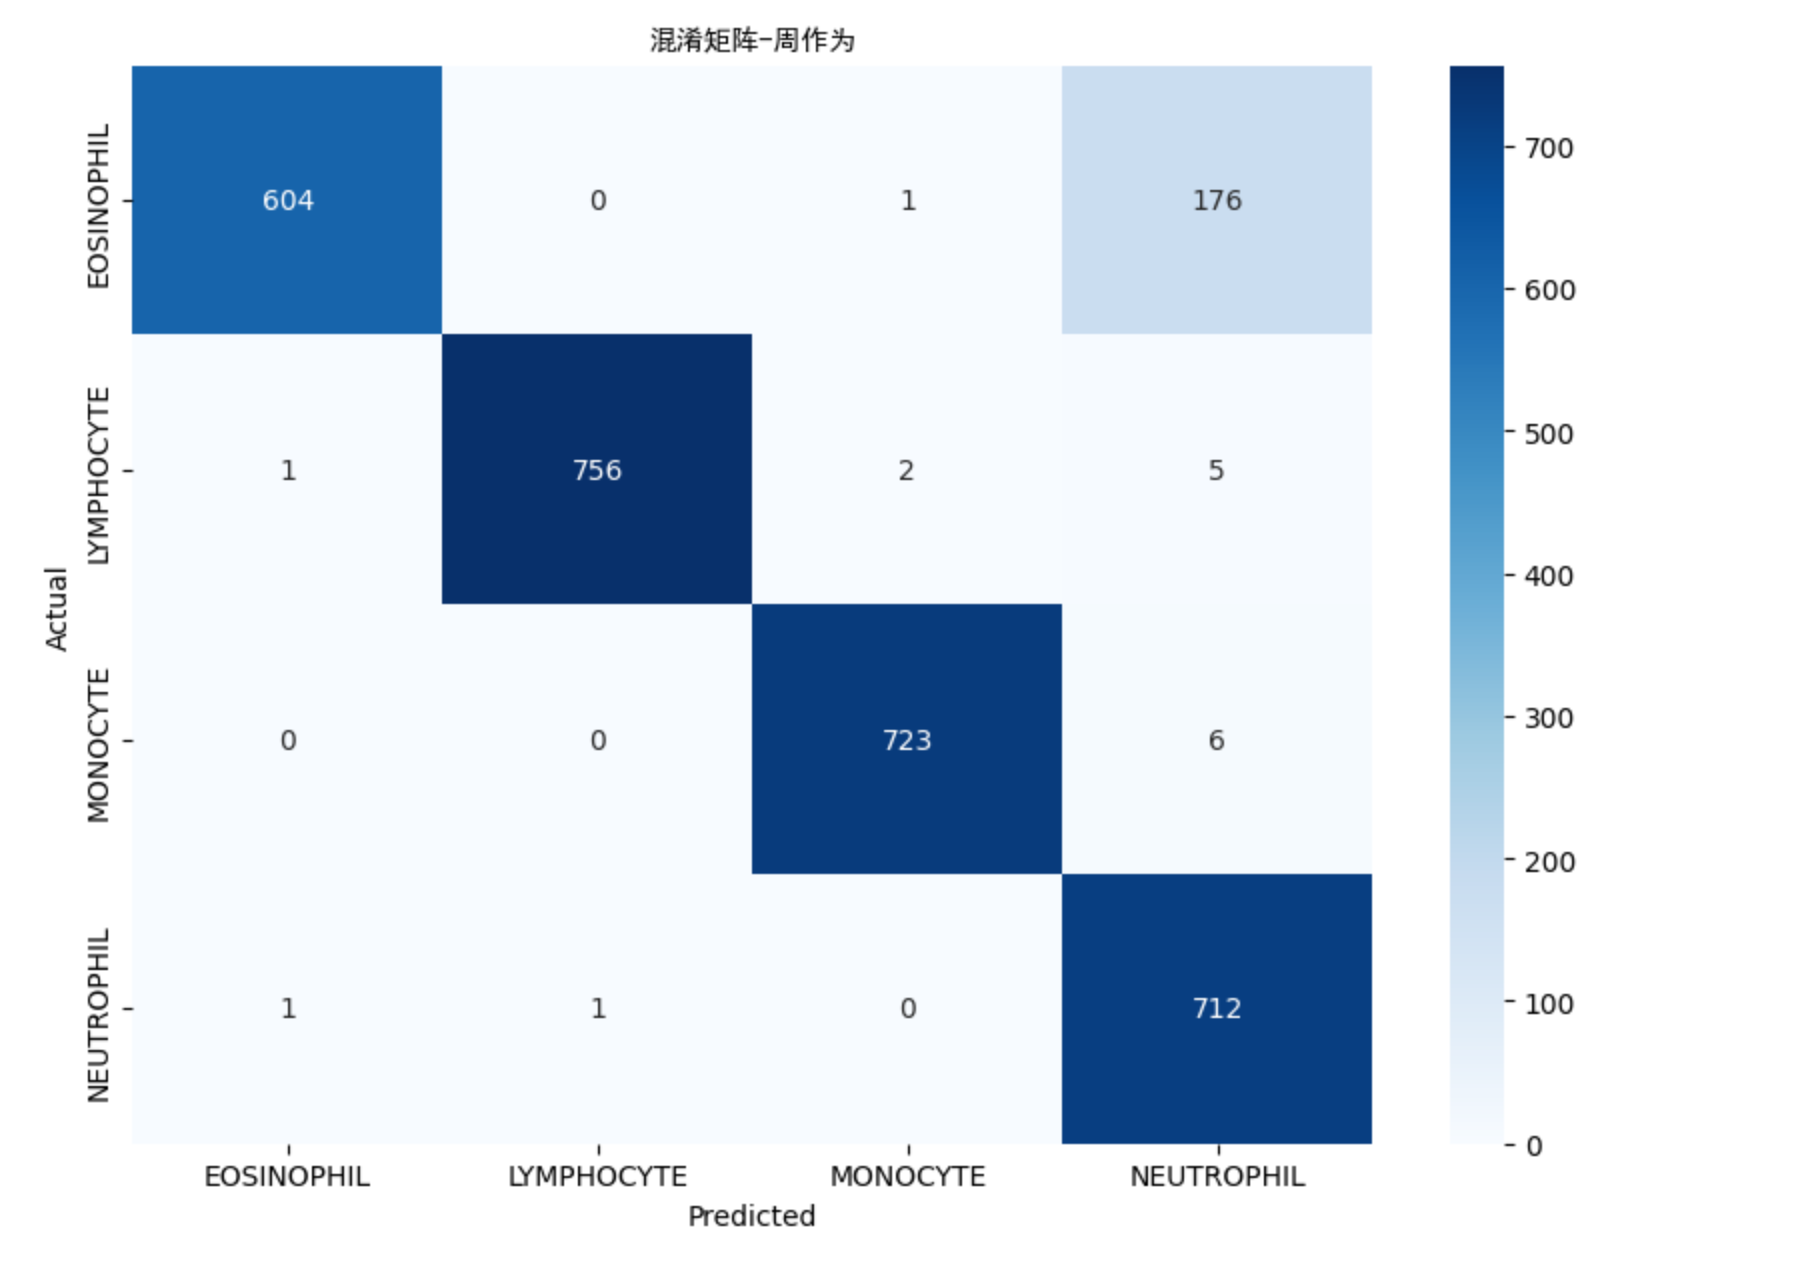 混淆矩阵-周作为
EOSINOPHIL
604
0
1
176
LYMPHOCYTE
1
756
2
5
MONOCYTE
0
0
723
6
NEUTROPHIL
1
1
0
712
Actual
EOSINOPHIL
LYMPHOCYTE
MONOCYTE
NEUTROPHIL
Predicted
700
600
500
400
300
200
100
0